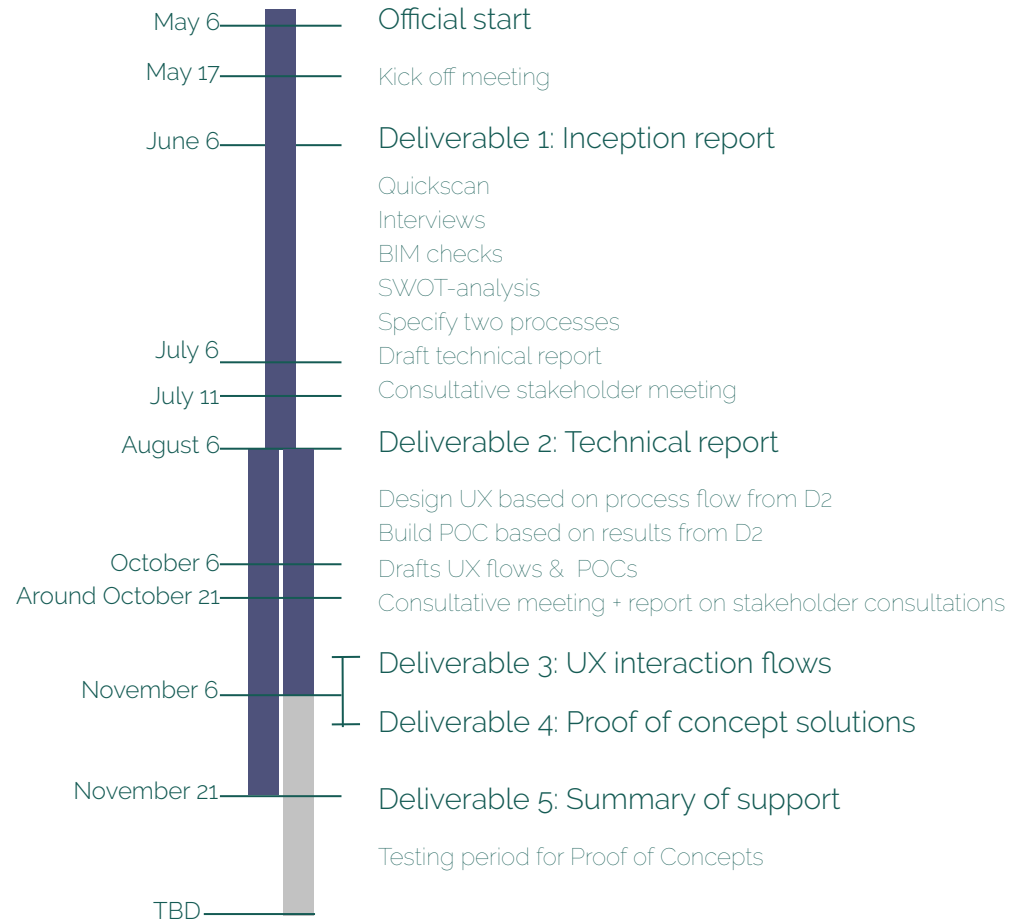 May 6 Official start
May 17 Kick off meeting
June 6 Deliverable 1: Inception report
Quickscan
Interviews
BIM checks
SWOT-analysis
Specify two processes
July 6 Draft technical report
July 11 Consultative stakeholder meeting
August 6 Deliverable 2: Technical report
Design UX based on process flow from D2
Build POC based on results from D2
October 6 Drafts UX flows & POCs
Around October 21 Consultative meeting + report on stakeholder consultations
Deliverable 3: UX interaction flows
November 6
Deliverable 4: Proof of concept solutions
November 21 Deliverable 5: Summary of support
Testing period for Proof of Concepts
TBD